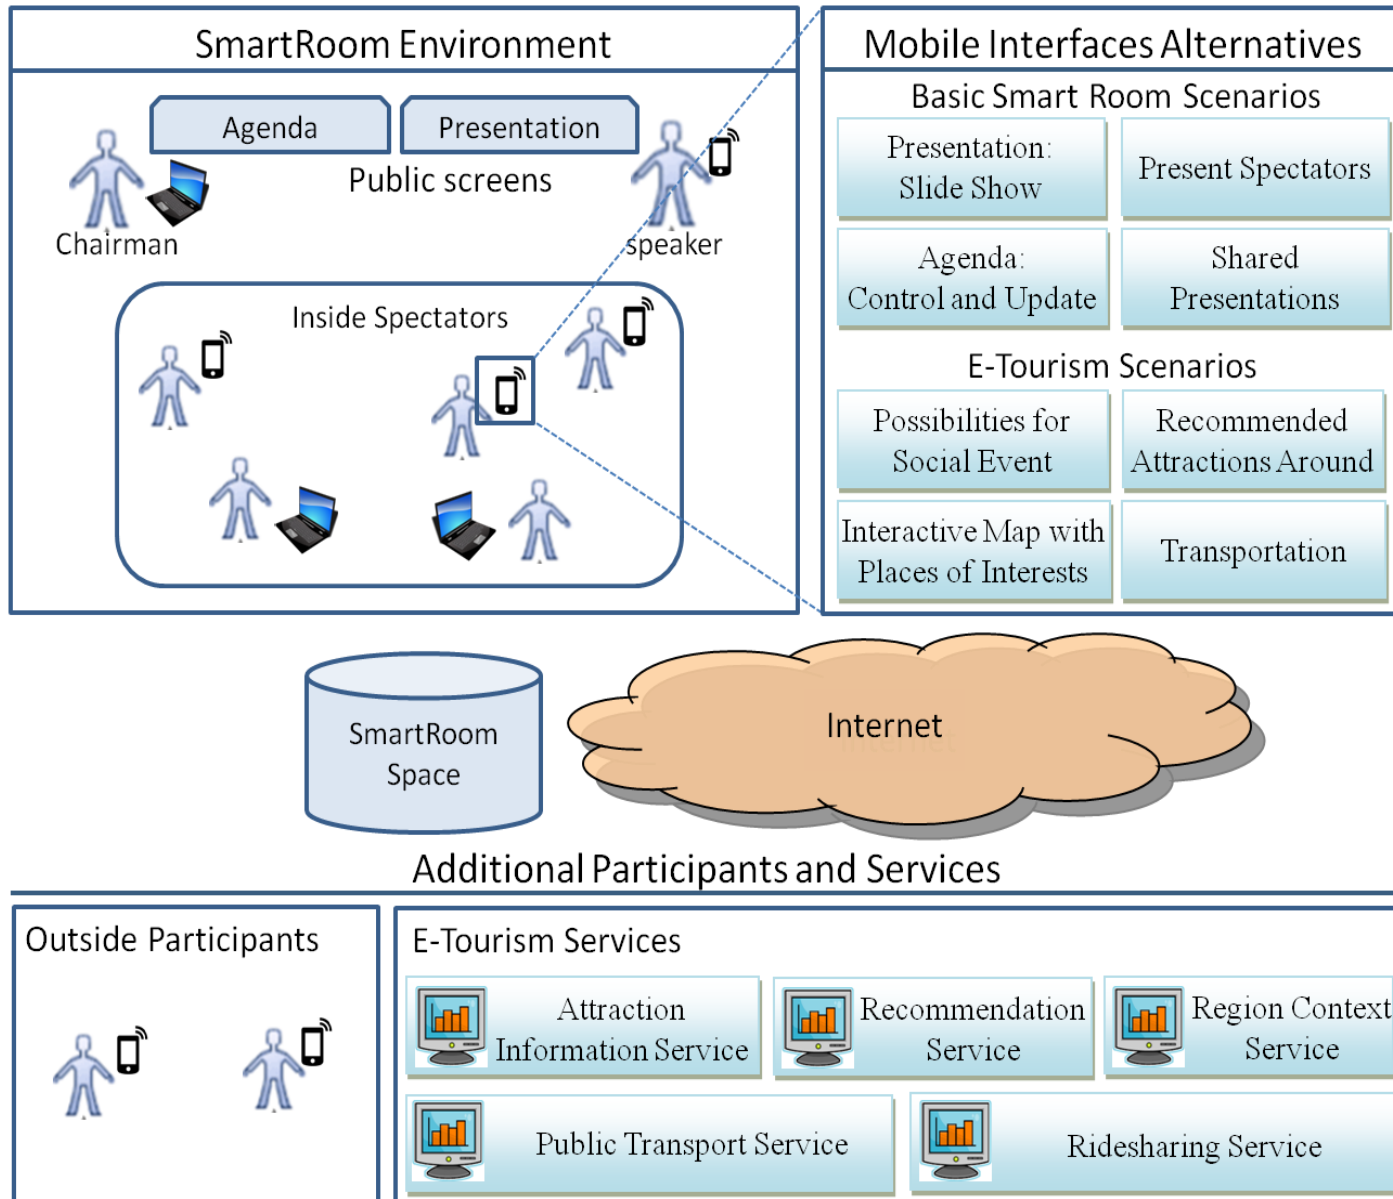 SmartRoom Environment
Agenda
Presentation
Public screens
Chairman
speaker
Inside Spectators
Mobile Interfaces Alternatives
Basic Smart Room Scenarios
Presentation:
Slide Show
Present Spectators
Agenda:
Control and Update
Shared
Presentations
E-Tourism Scenarios
Possibilities for
Social Event
Recommended
Attractions Around
Interactive Map with
Places of Interests
Transportation
SmartRoom
Space
Internet
Additional Participants and Services
Outside Participants
E-Tourism Services
Attraction
Information Service
Recommendation
Service
Region Context
Service
Public Transport Service
Ridesharing Service